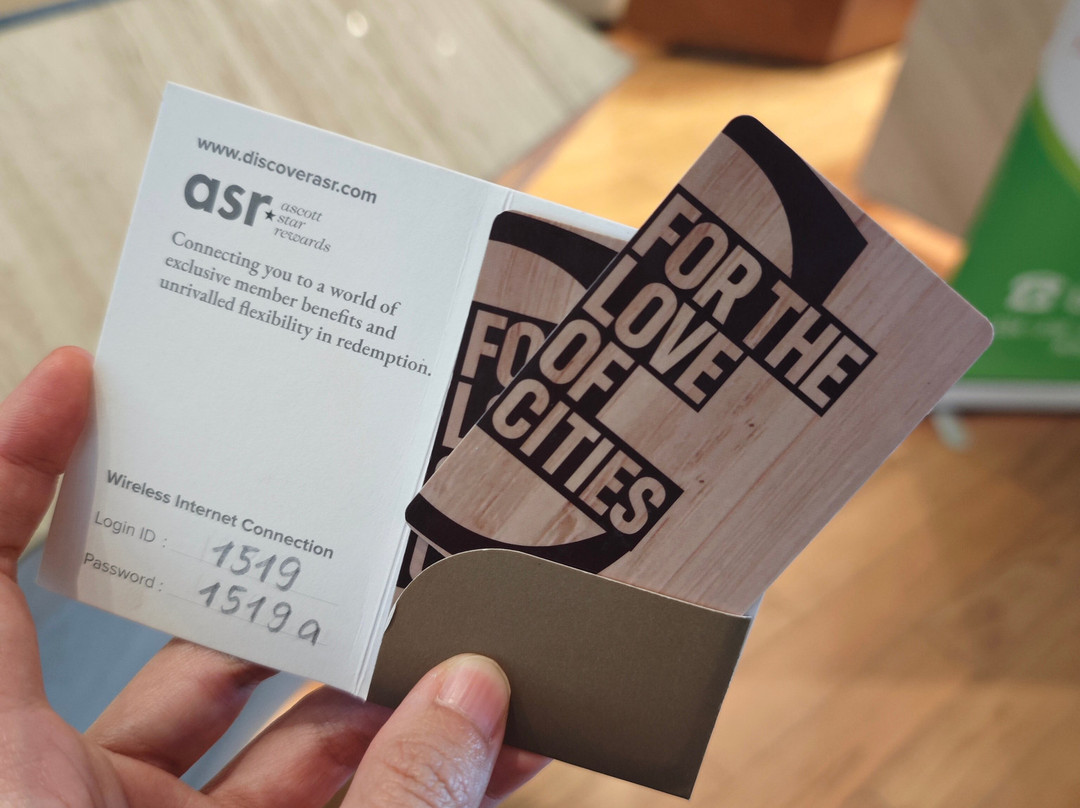 www.discoverasr.com
asr ascott
star
rewards
Connecting you to a world of
exclusive member benefits and
unrivalled flexibility in redemption.
Wireless Internet Connection
Login ID : 1519
Password : 1519a
FO
L
FOR THE
LOVE
OF
CITIES